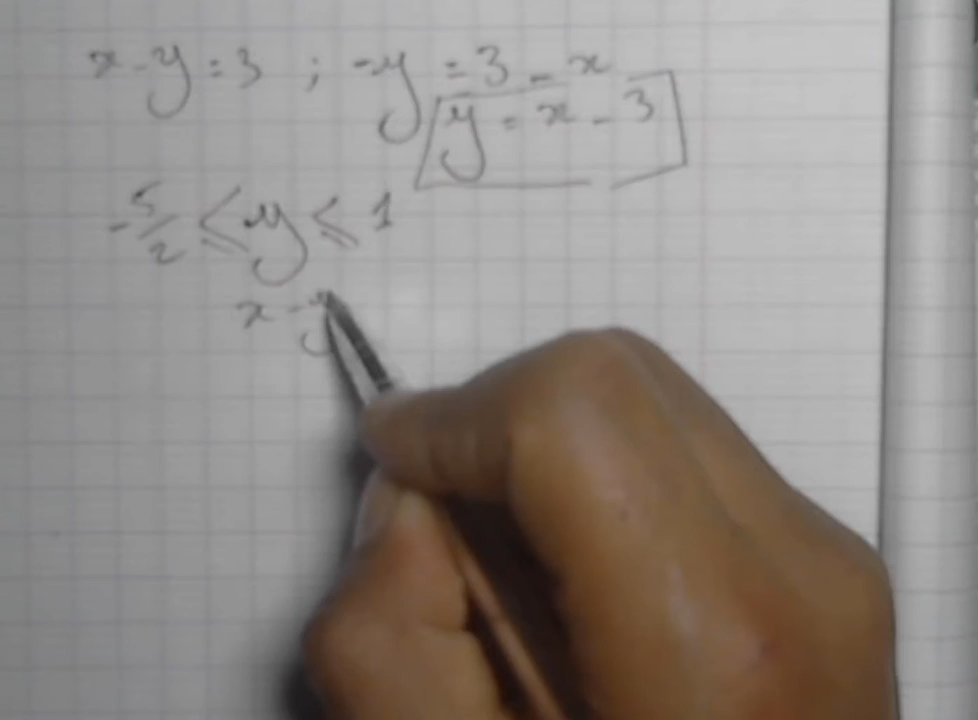 x - y = 3 ; -y = 3 - x
y = x - 3
-5/2 ≤ y ≤ 1
x - y